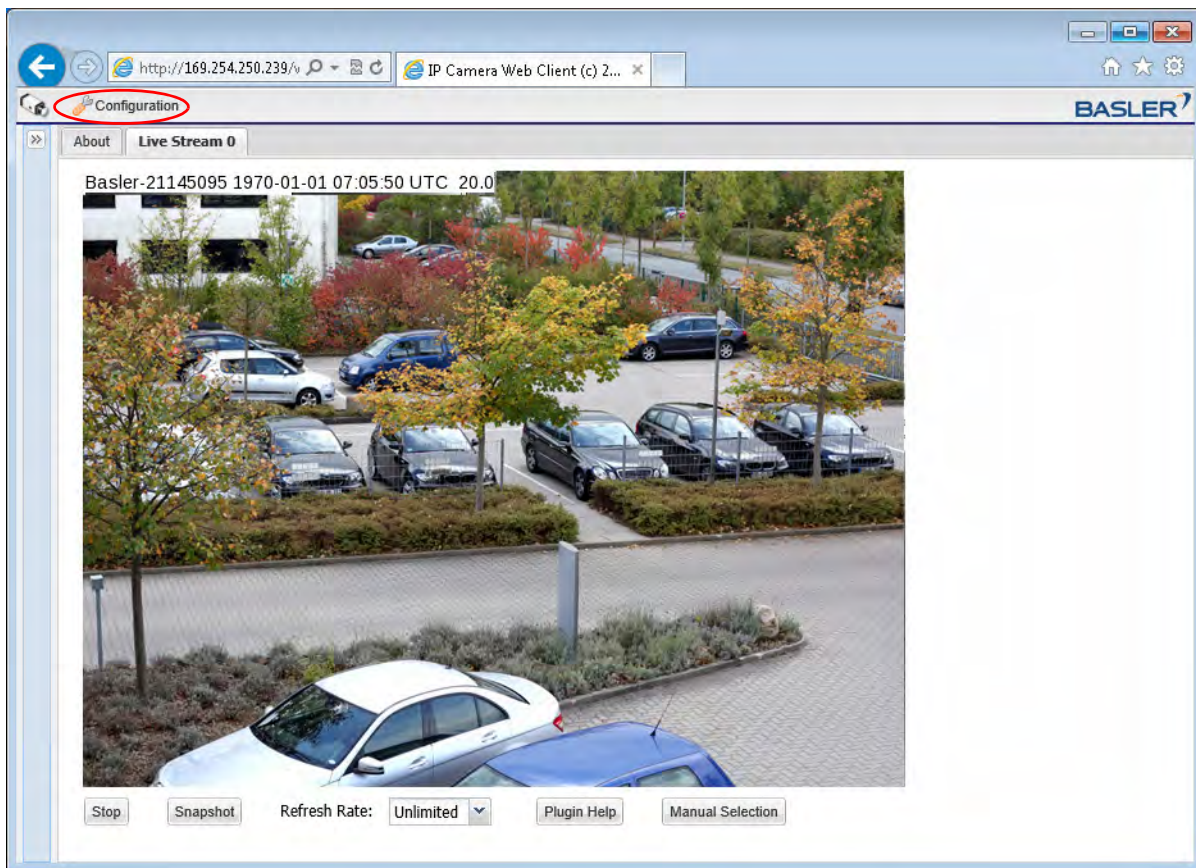 http://169.254.250.239/v
IP Camera Web Client (c) 2...
Configuration
BASLER
About
Live Stream 0
Basler-21145095 1970-01-01 07:05:50 UTC 20.0
Stop
Snapshot
Refresh Rate:
Unlimited
Plugin Help
Manual Selection